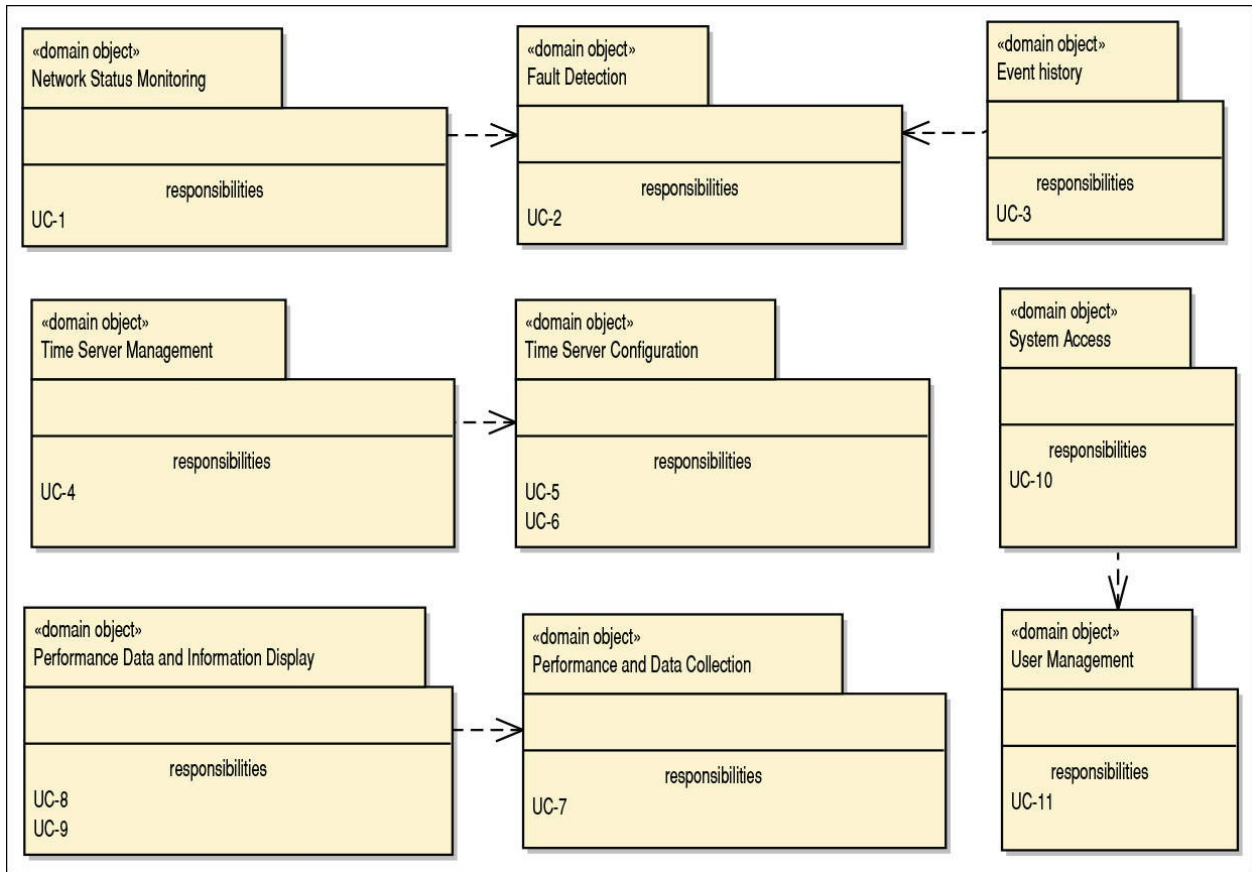 «domain object»
Network Status Monitoring
responsibilities
UC-1
«domain object»
Fault Detection
responsibilities
UC-2
«domain object»
Event history
responsibilities
UC-3
«domain object»
Time Server Management
responsibilities
UC-4
«domain object»
Time Server Configuration
responsibilities
UC-5
UC-6
«domain object»
System Access
responsibilities
UC-10
«domain object»
Performance Data and Information Display
responsibilities
UC-8
UC-9
«domain object»
Performance and Data Collection
responsibilities
UC-7
«domain object»
User Management
responsibilities
UC-11